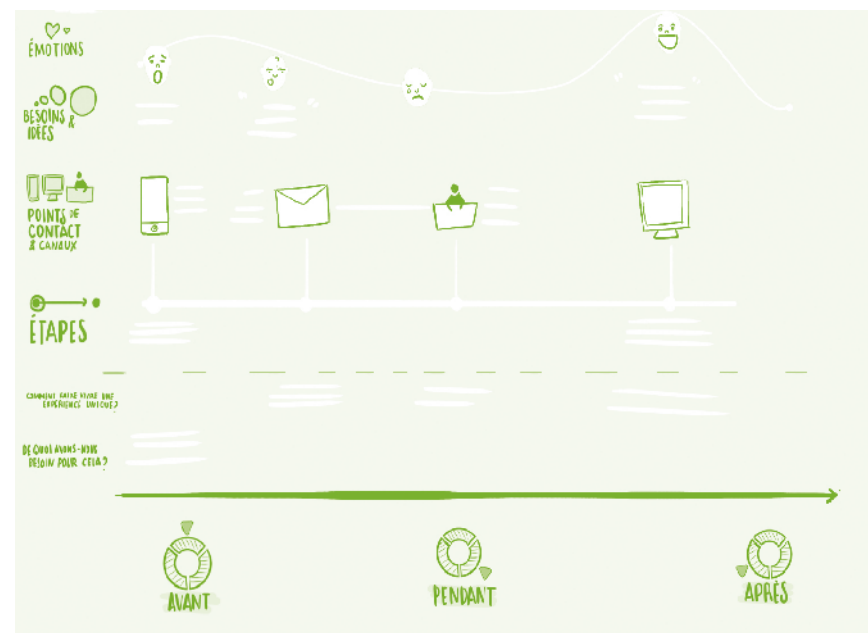 ÉMOTIONS
BESOINS &
IDÉES
POINTS DE
CONTACT
& CANAUX
ÉTAPES
COMMENT FAIRE VIVRE UNE
EXPÉRIENCE UNIQUE?
DE QUOI AVONS-NOUS
BESOIN POUR CELA?
AVANT
PENDANT
APRÈS